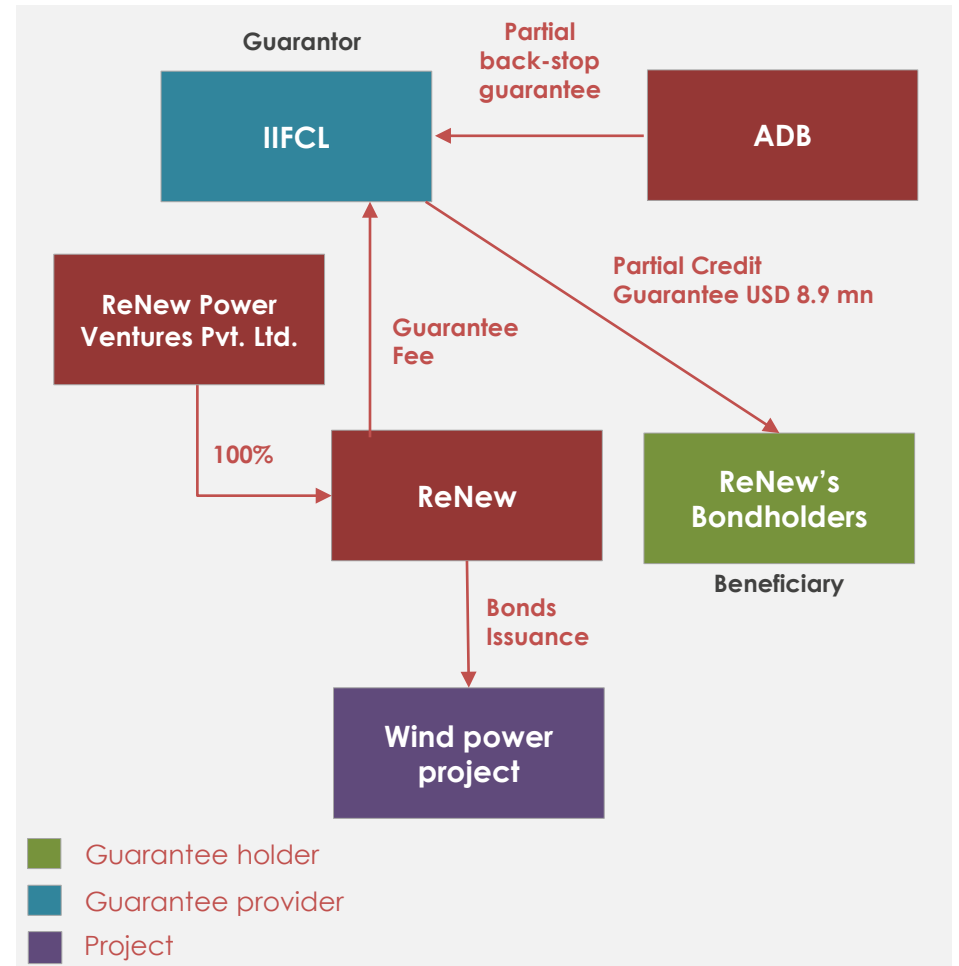 Guarantor
Partial
back-stop
guarantee
IIFCL
ADB
Partial Credit
Guarantee USD 8.9 mn
ReNew Power
Ventures Pvt. Ltd.
Guarantee
Fee
100%
ReNew
ReNew’s
Bondholders
Beneficiary
Bonds
Issuance
Wind power
project
Guarantee holder
Guarantee provider
Project